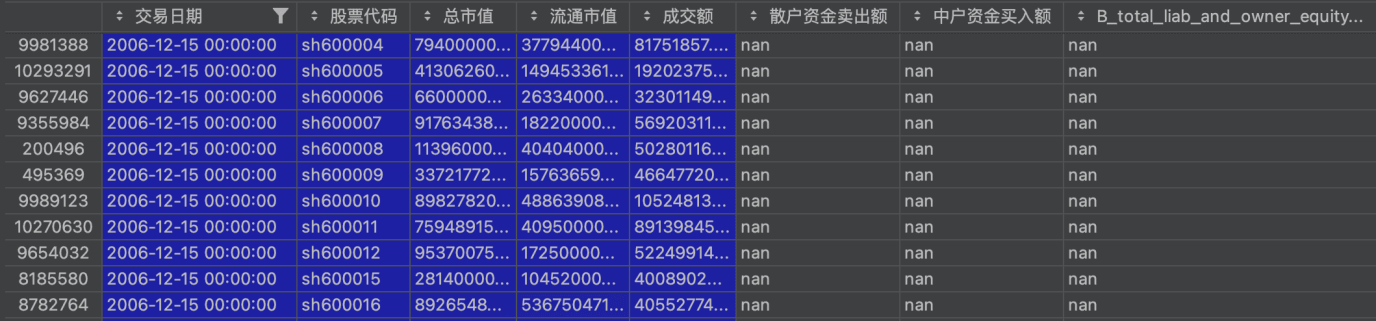 交易日期 股票代码 总市值 流通市值 成交额 散户资金卖出额 中户资金买入额 B_total_liab_and_owner_equity...
9981388 2006-12-15 00:00:00 sh600004 79400000... 37794400... 81751857.... nan nan nan
10293291 2006-12-15 00:00:00 sh600005 41306260... 149453361... 19202375... nan nan nan
9627446 2006-12-15 00:00:00 sh600006 6600000... 26334000... 32301149... nan nan nan
9355984 2006-12-15 00:00:00 sh600007 91763438... 18220000... 56920311... nan nan nan
200496 2006-12-15 00:00:00 sh600008 11396000... 40404000... 50280116... nan nan nan
495369 2006-12-15 00:00:00 sh600009 33721772... 15763659... 46647720... nan nan nan
9989123 2006-12-15 00:00:00 sh600010 89827820... 48863908... 10524813... nan nan nan
10270630 2006-12-15 00:00:00 sh600011 75948915... 40950000... 89139845... nan nan nan
9654032 2006-12-15 00:00:00 sh600012 95370075... 17250000... 52249914... nan nan nan
8185580 2006-12-15 00:00:00 sh600015 28140000... 10452000... 4008902... nan nan nan
8782764 2006-12-15 00:00:00 sh600016 8926548... 536750471... 40552774... nan nan nan